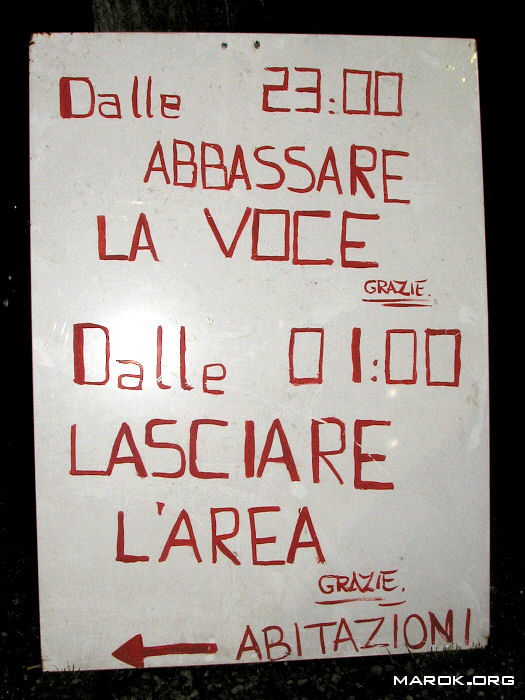 Dalle 23:00
ABBASSARE
LA VOCE
GRAZIE.
Dalle 01:00
LASCIARE
L'AREA
GRAZIE.
ABITAZIONI
MAROK.ORG